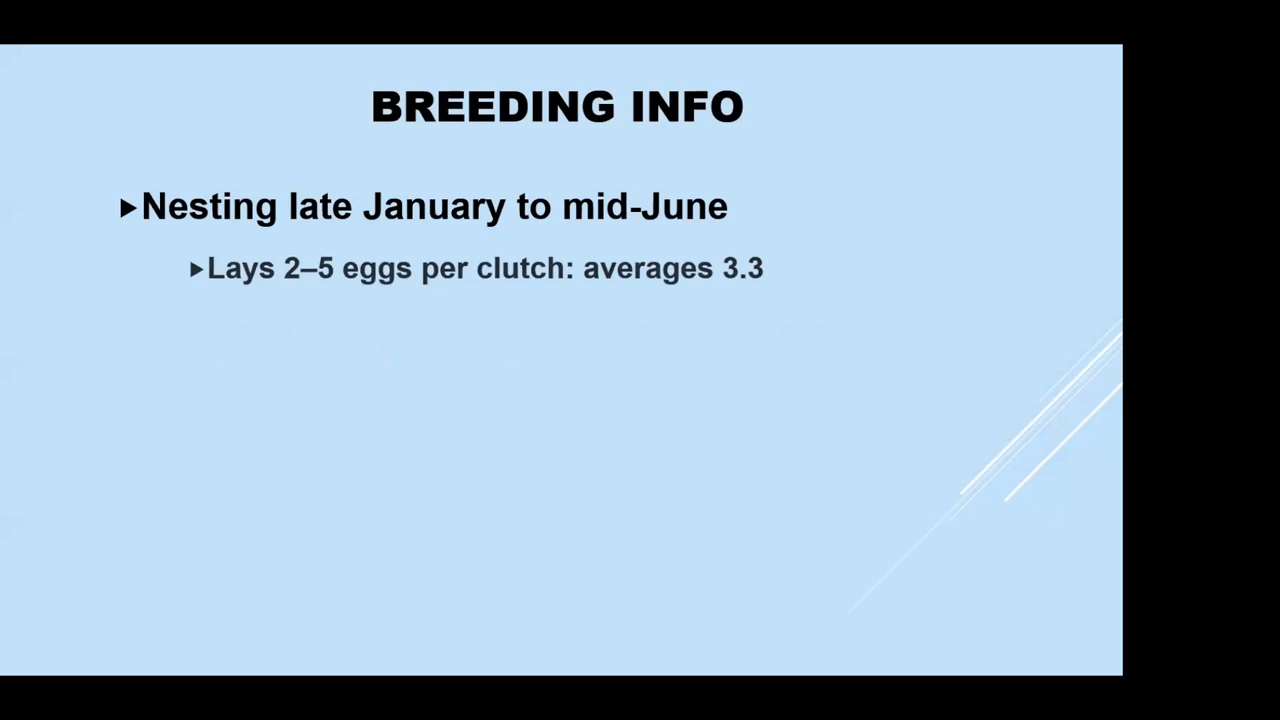 BREEDING INFO
Nesting late January to mid-June
Lays 2–5 eggs per clutch: averages 3.3